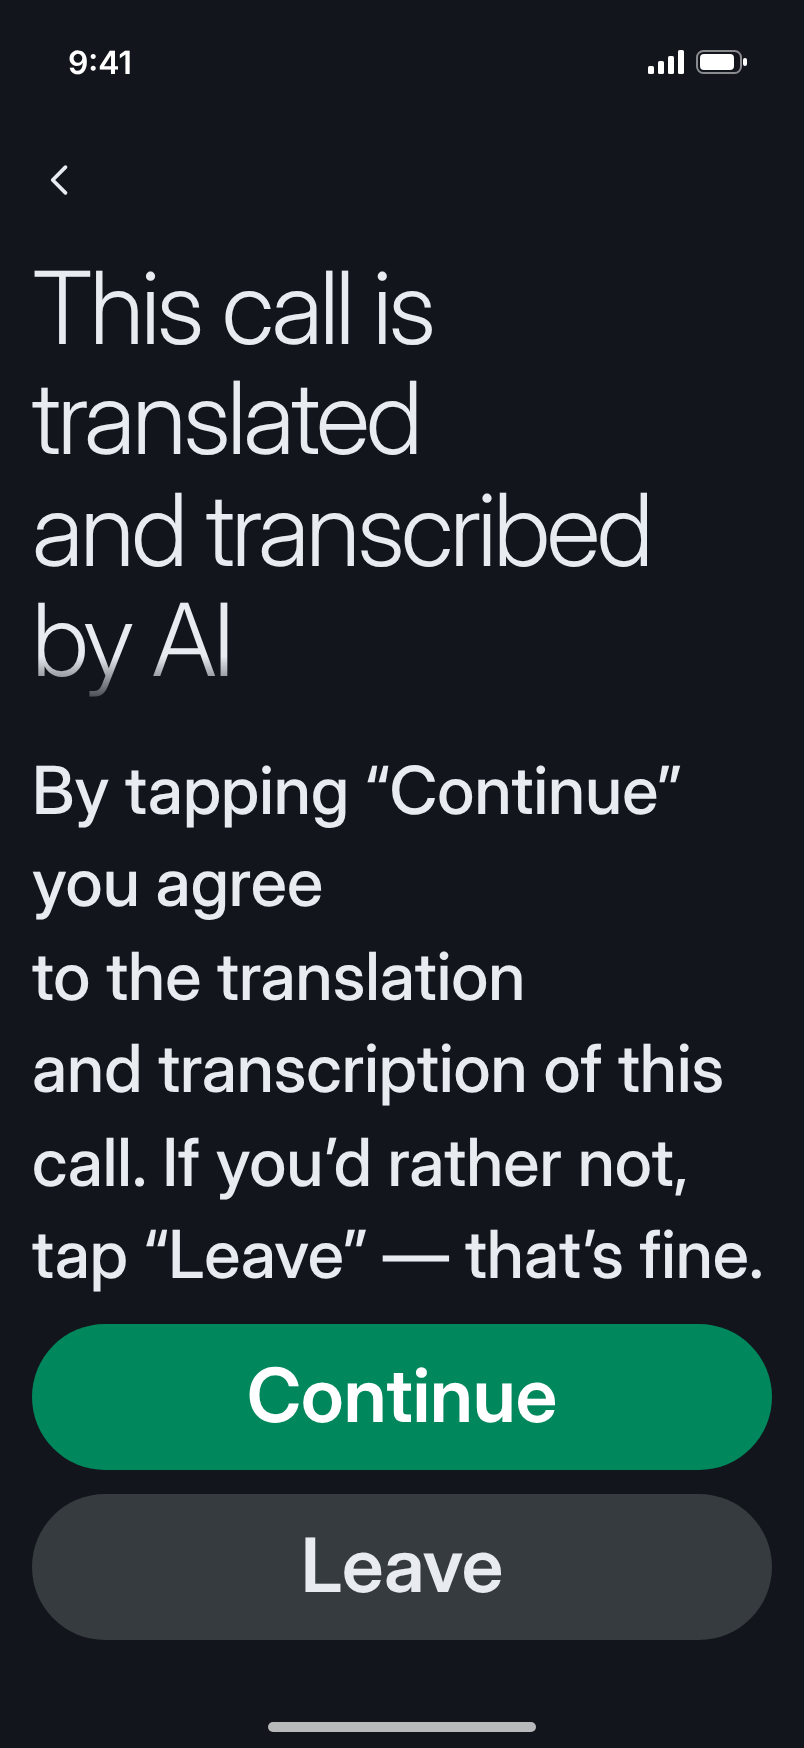 9:41
This call is
translated
and transcribed
by AI
By tapping “Continue”
you agree
to the translation
and transcription of this
call. If you’d rather not,
tap “Leave” — that’s fine.
Continue
Leave